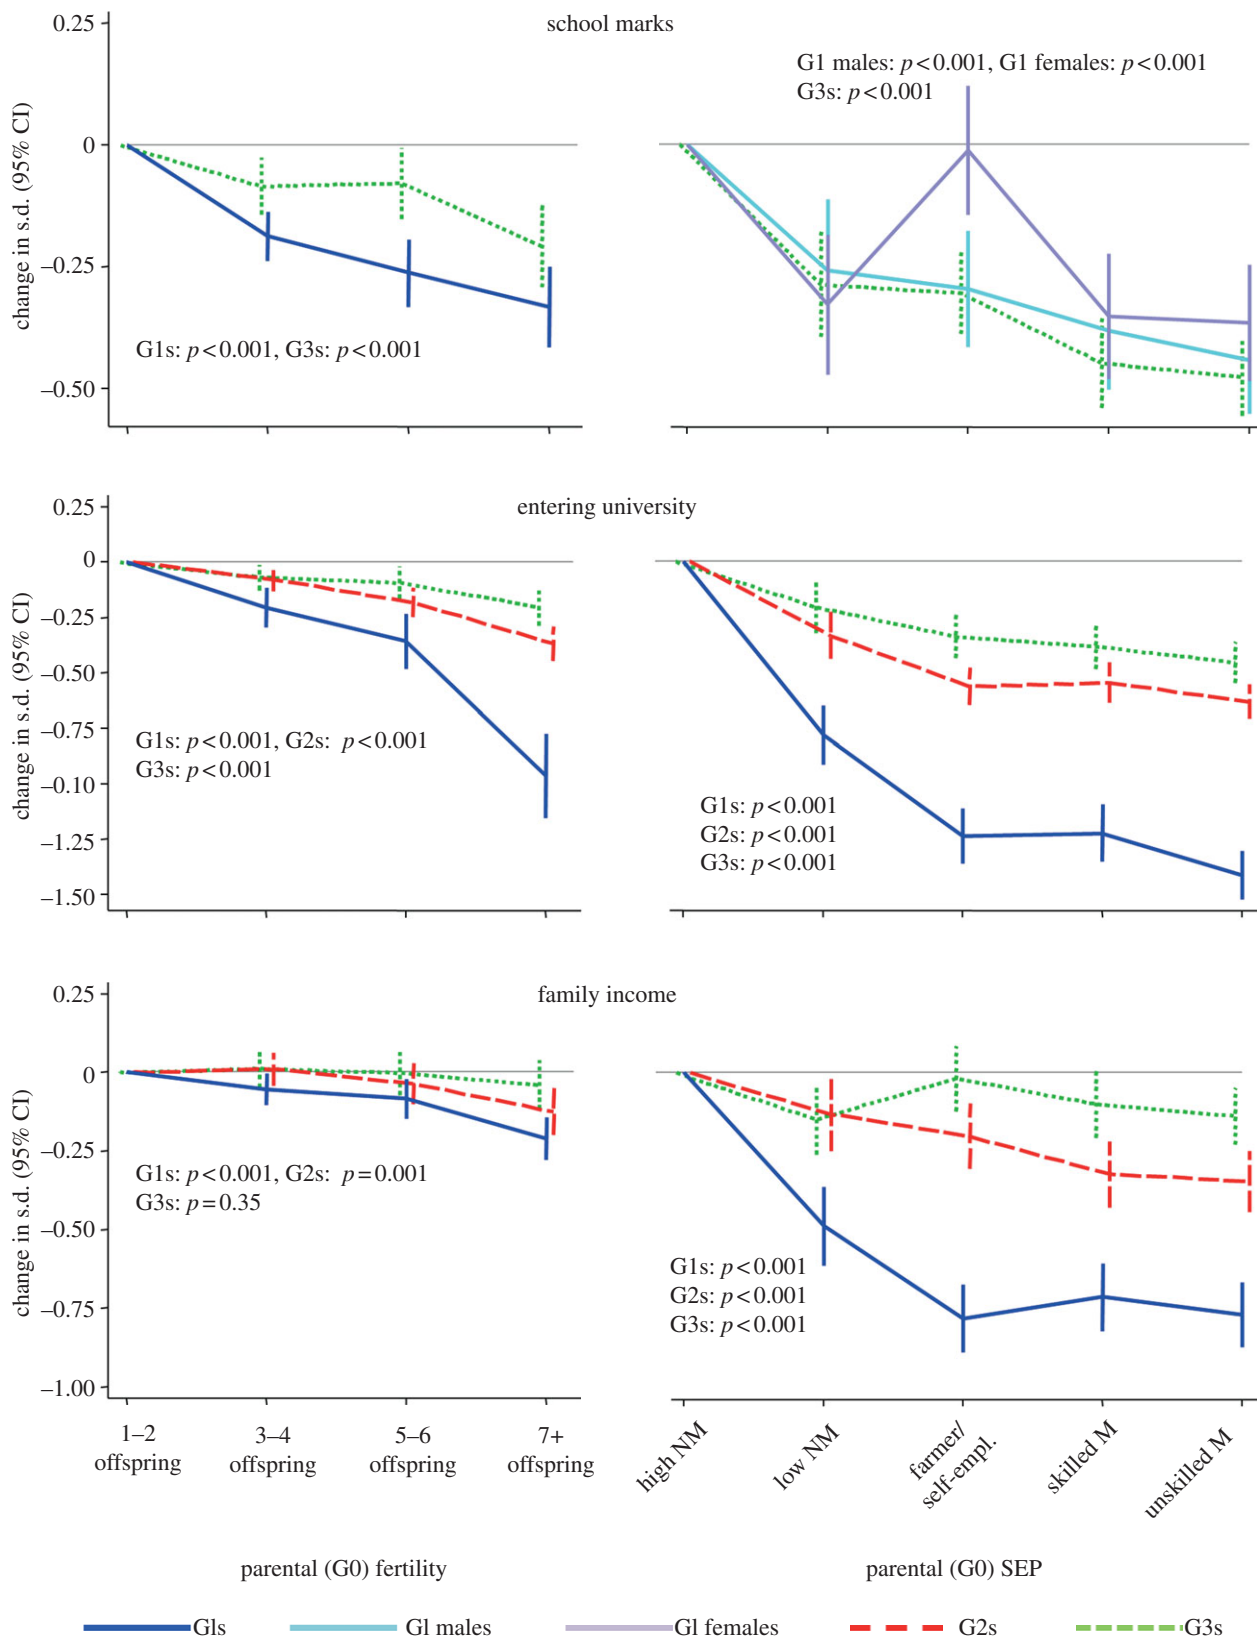 school marks
0.25
0
–0.25
–0.50
change in s.d. (95% CI)
G1s: p<0.001, G3s: p<0.001
G1 males: p<0.001, G1 females: p<0.001
G3s: p<0.001
entering university
0.25
0
–0.25
–0.50
–0.75
–0.10
–1.25
–1.50
change in s.d. (95% CI)
G1s: p<0.001, G2s: p<0.001
G3s: p<0.001
G1s: p<0.001
G2s: p<0.001
G3s: p<0.001
family income
0.25
0
–0.25
–0.50
–0.75
–1.00
change in s.d. (95% CI)
G1s: p<0.001, G2s: p=0.001
G3s: p=0.35
G1s: p<0.001
G2s: p<0.001
G3s: p<0.001
1–2
offspring
3–4
offspring
5–6
offspring
7+
offspring
high NM
low NM
farmer/
self-empl.
skilled M
unskilled M
parental (G0) fertility
parental (G0) SEP
Gls
Gl males
Gl females
G2s
G3s